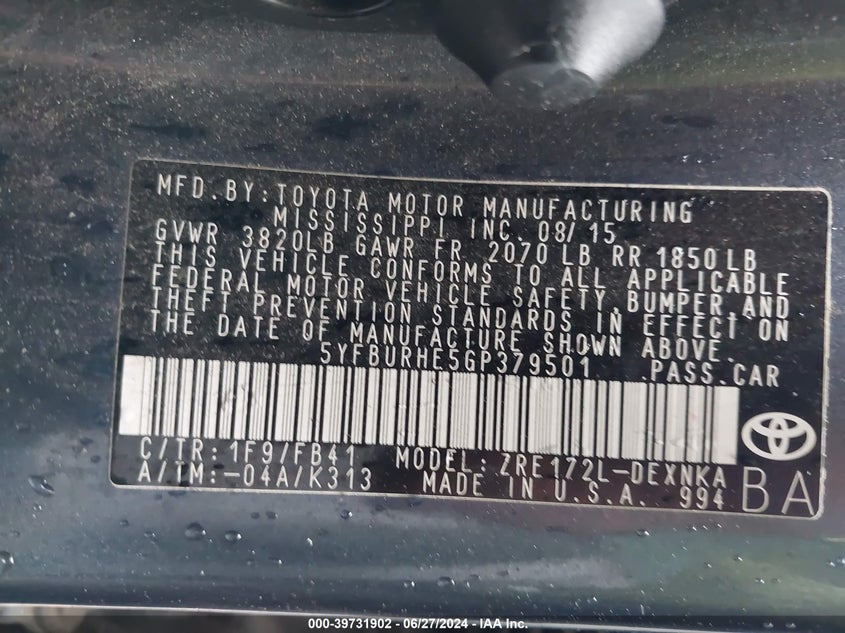 MFD.BY:TOYOTA MOTOR MANUFACTURING
MISSISSIPPI INC. 08/15
GVWR 3820LB GAWR FR 2070 LB RR 1850 LB
THIS VEHICLE CONFORMS TO ALL APPLICABLE
FEDERAL MOTOR VEHICLE SAFETY,BUMPER,AND
THEFT PREVENTION STANDARDS IN EFFECT ON
THE DATE OF MANUFACTURE SHOWN ABOVE.
5YFBURHE5GP379501 PASS.CAR
C/TR:1F9/FB41 MODEL:ZRE172L-DEXNKA
A/TM:-04A/K313 MADE IN U.S.A. 994
BA
000-39731902 - 06/27/2024 - IAA, Inc.